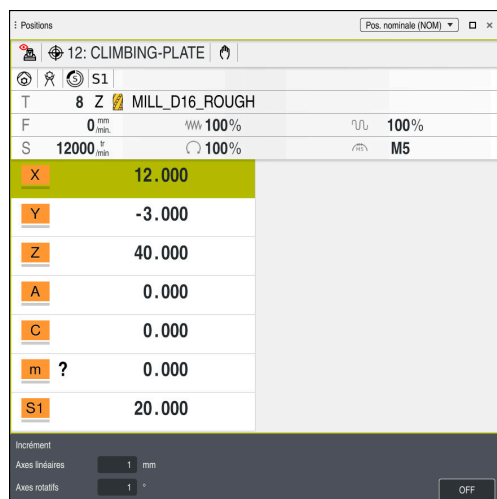 Positions Pos. nominale (NOM)
12: CLIMBING-PLATE
S1
T 8 Z MILL_D16_ROUGH
F 0 mm/min. 100% 100%
S 12000 tr/min 100% M5 M5
X 12.000
Y -3.000
Z 40.000
A 0.000
C 0.000
m ? 0.000
S1 20.000
Incrément
Axes linéaires 1 mm
Axes rotatifs 1 °
OFF